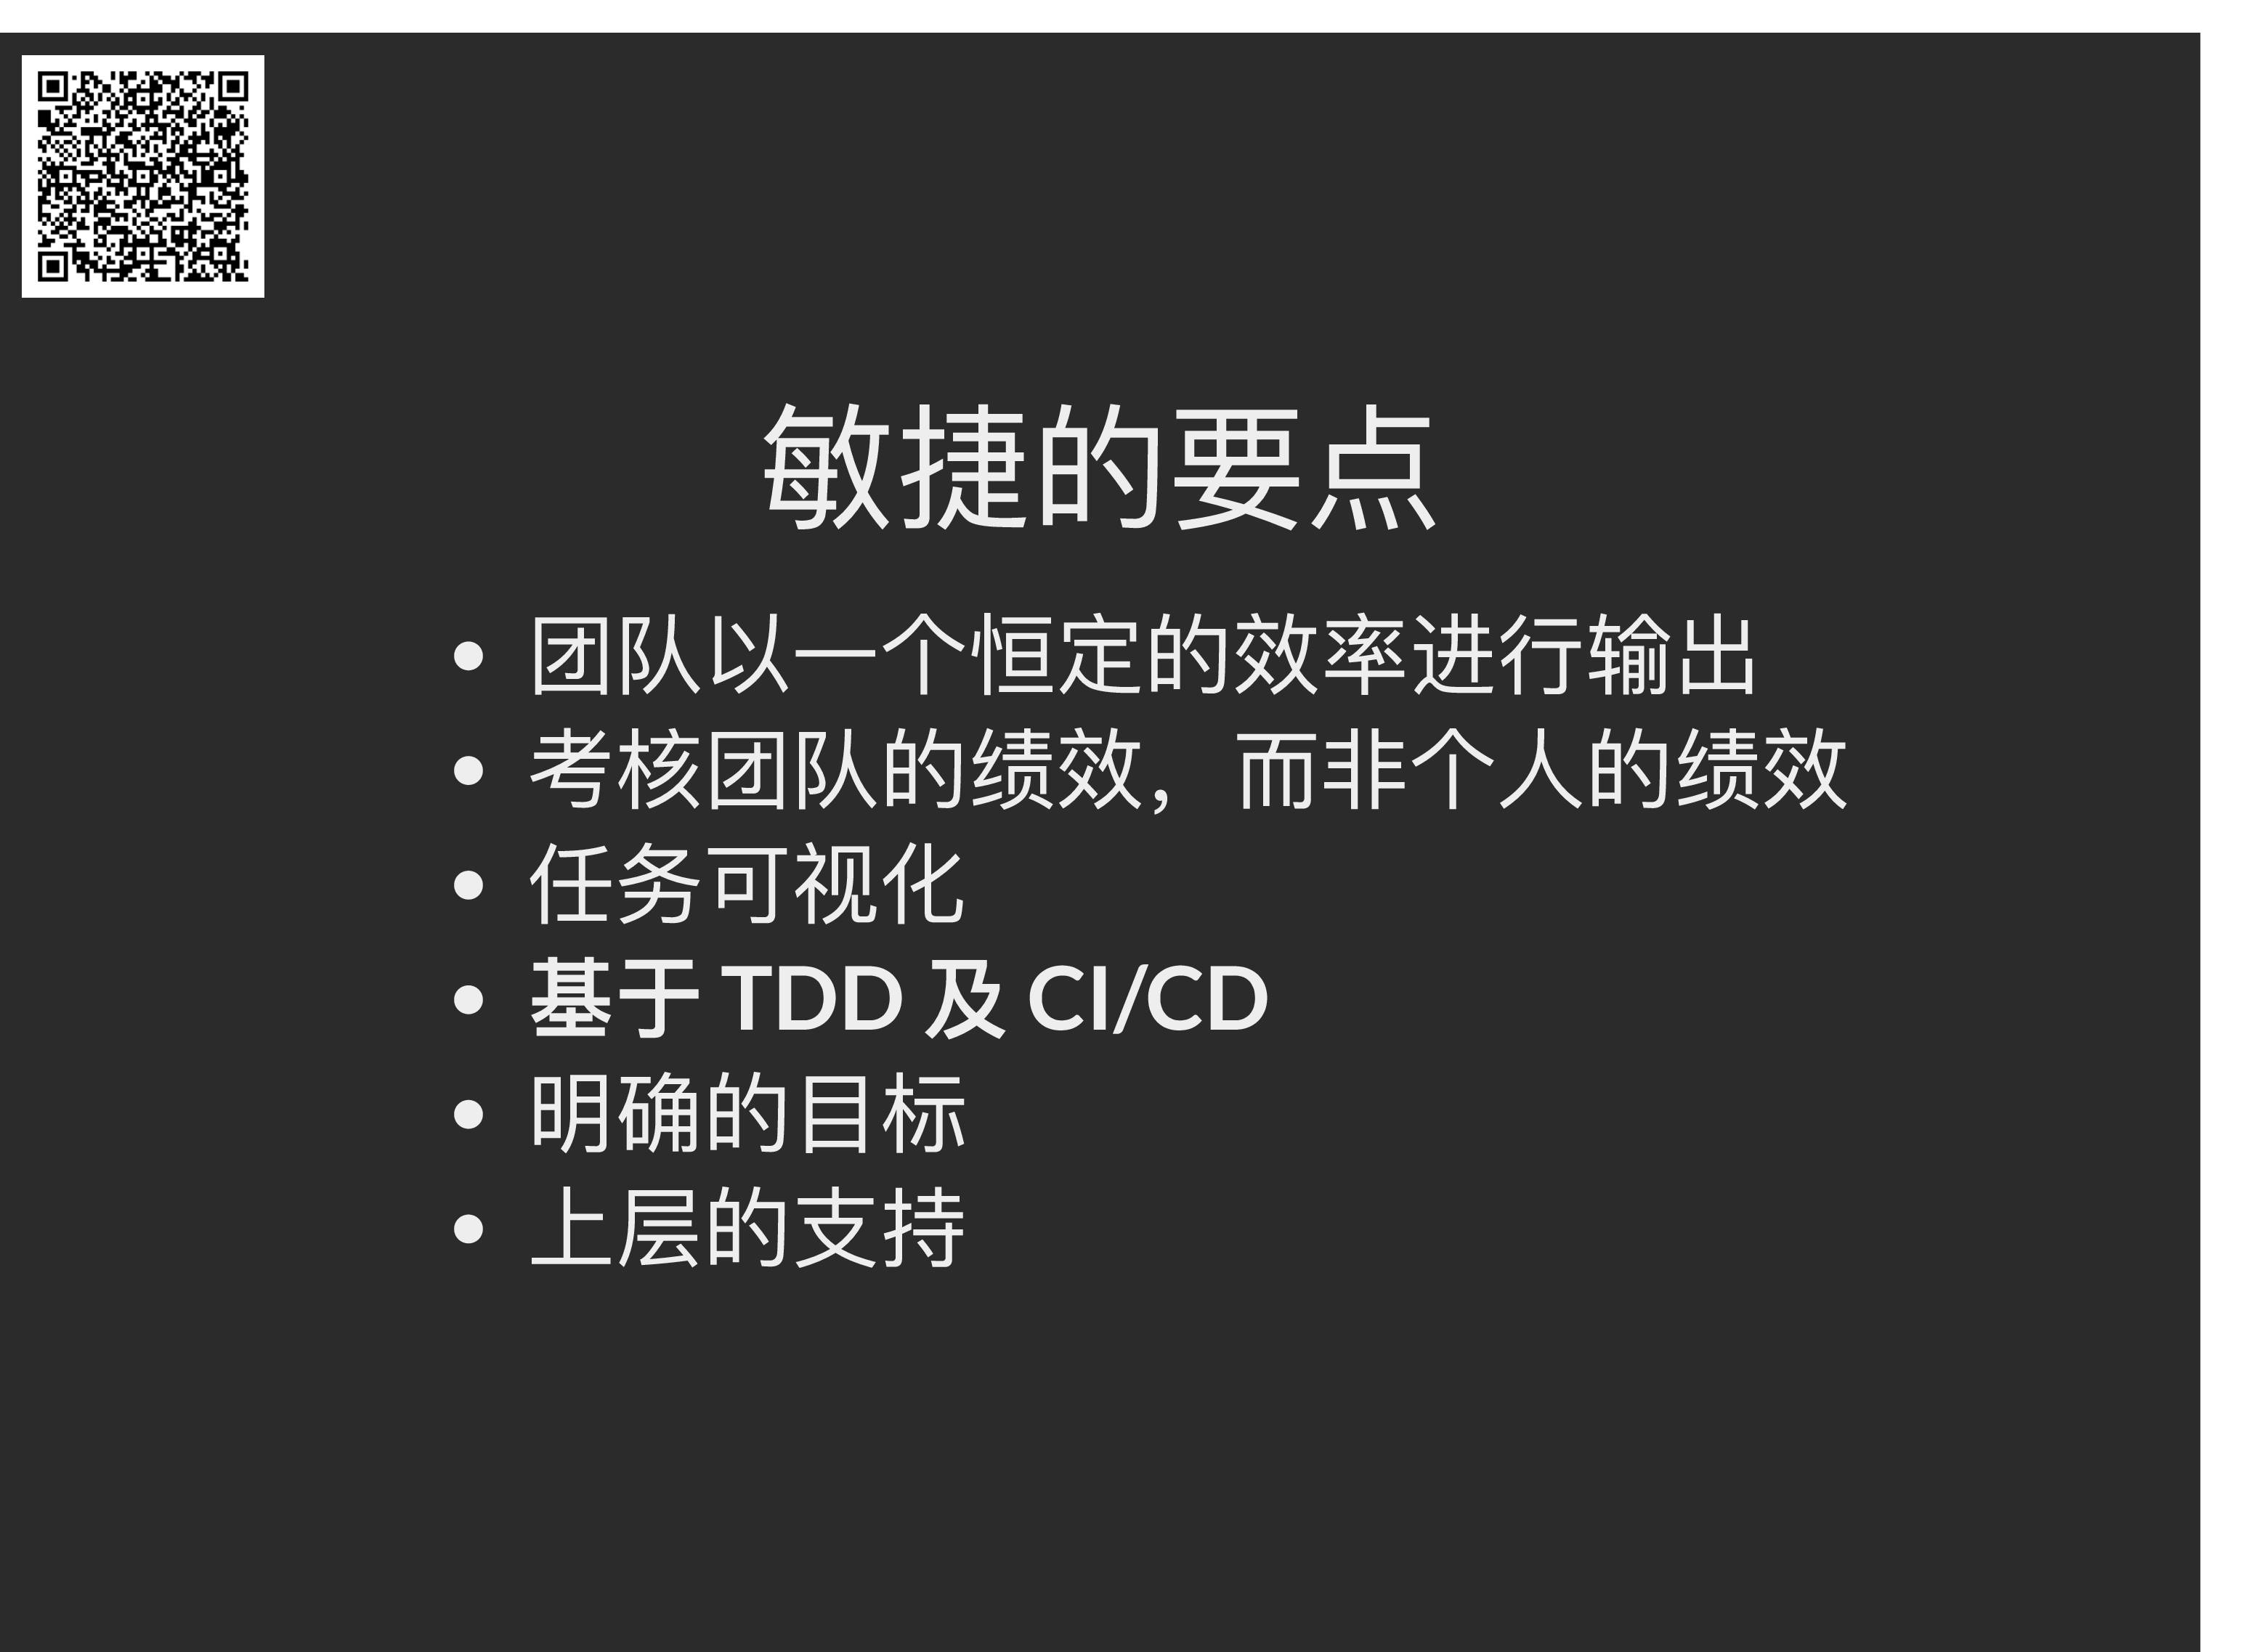 敏捷的要点
团队以一个恒定的效率进行输出
考核团队的绩效，而非个人的绩效
任务可视化
基于 TDD 及 CI/CD
明确的目标
上层的支持